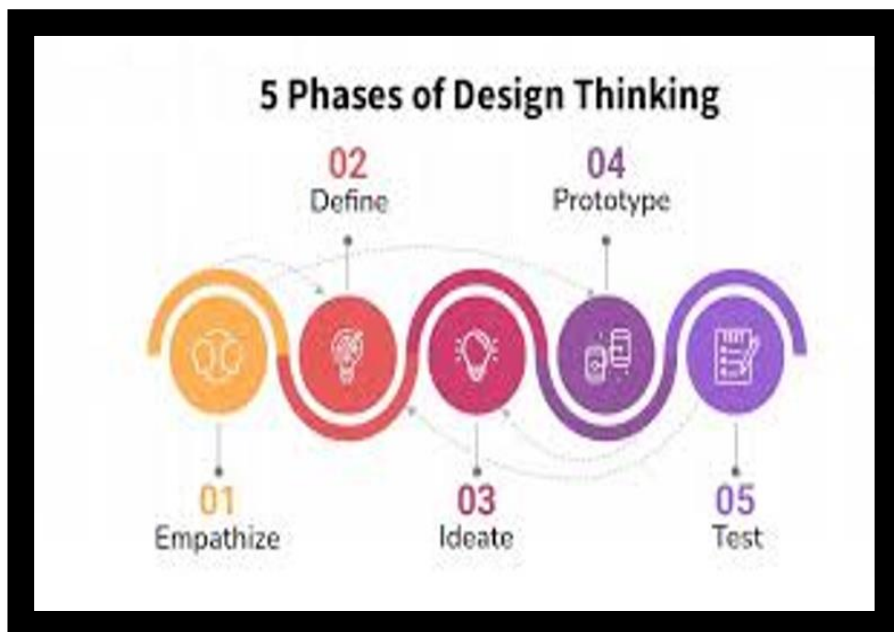 5 Phases of Design Thinking
02
Define
04
Prototype
01
Empathize
03
Ideate
05
Test